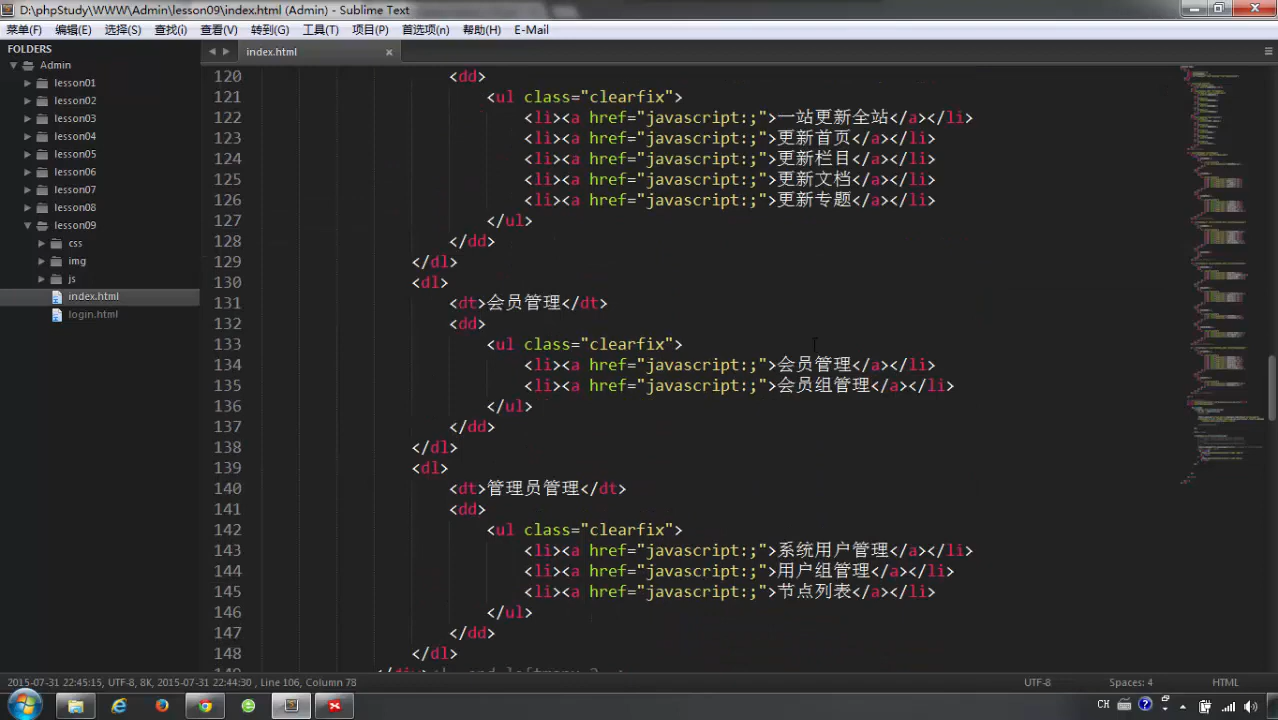 D:\phpStudy\WWW\Admin\lesson09\index.html (Admin) - Sublime Text
菜单(F) 编辑(E) 选择(S) 查找(i) 查看(V) 转到(G) 工具(T) 项目(P) 首选项(n) 帮助(H) E-Mail
FOLDERS
Admin
lesson01
lesson02
lesson03
lesson04
lesson05
lesson06
lesson07
lesson08
lesson09
css
img
js
index.html
login.html
index.html
120 <dd>
121 <ul class="clearfix">
122 <li><a href="javascript:;">一站更新全站</a></li>
123 <li><a href="javascript:;">更新首页</a></li>
124 <li><a href="javascript:;">更新栏目</a></li>
125 <li><a href="javascript:;">更新文档</a></li>
126 <li><a href="javascript:;">更新专题</a></li>
127 </ul>
128 </dd>
129 </dl>
130 <dl>
131 <dt>会员管理</dt>
132 <dd>
133 <ul class="clearfix">
134 <li><a href="javascript:;">会员管理</a></li>
135 <li><a href="javascript:;">会员组管理</a></li>
136 </ul>
137 </dd>
138 </dl>
139 <dl>
140 <dt>管理员管理</dt>
141 <dd>
142 <ul class="clearfix">
143 <li><a href="javascript:;">系统用户管理</a></li>
144 <li><a href="javascript:;">用户组管理</a></li>
145 <li><a href="javascript:;">节点列表</a></li>
146 </ul>
147 </dd>
148 </dl>
2015-07-31 22:45:15, UTF-8, 8K, 2015-07-31 22:44:30 , Line 106, Column 78
UTF-8 Spaces: 4 HTML
CH